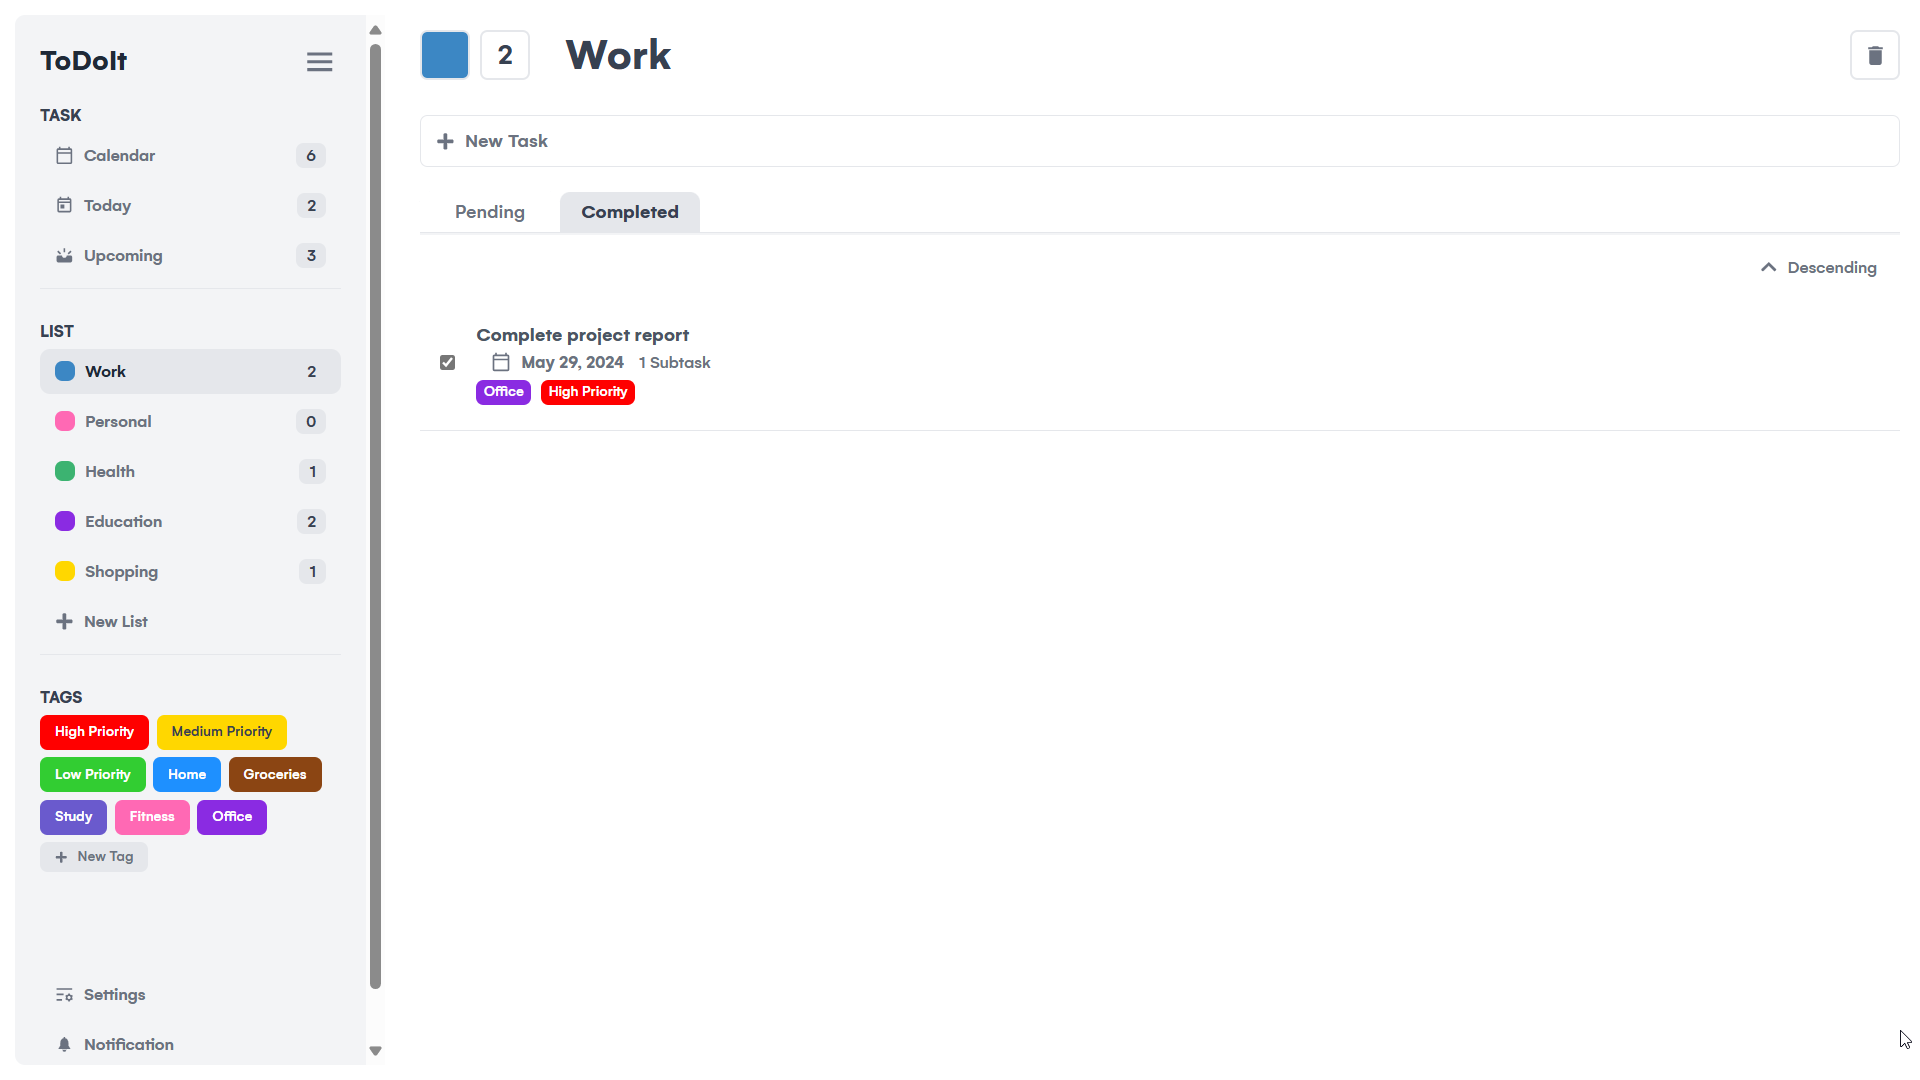 ToDoIt
TASK
Calendar 6
Today 2
Upcoming 3
LIST
Work 2
Personal 0
Health 1
Education 2
Shopping 1
New List
TAGS
High Priority Medium Priority
Low Priority Home Groceries
Study Fitness Office
New Tag
Settings
Notification
2 Work
New Task
Pending Completed
Descending
Complete project report
May 29, 2024 1 Subtask
Office High Priority